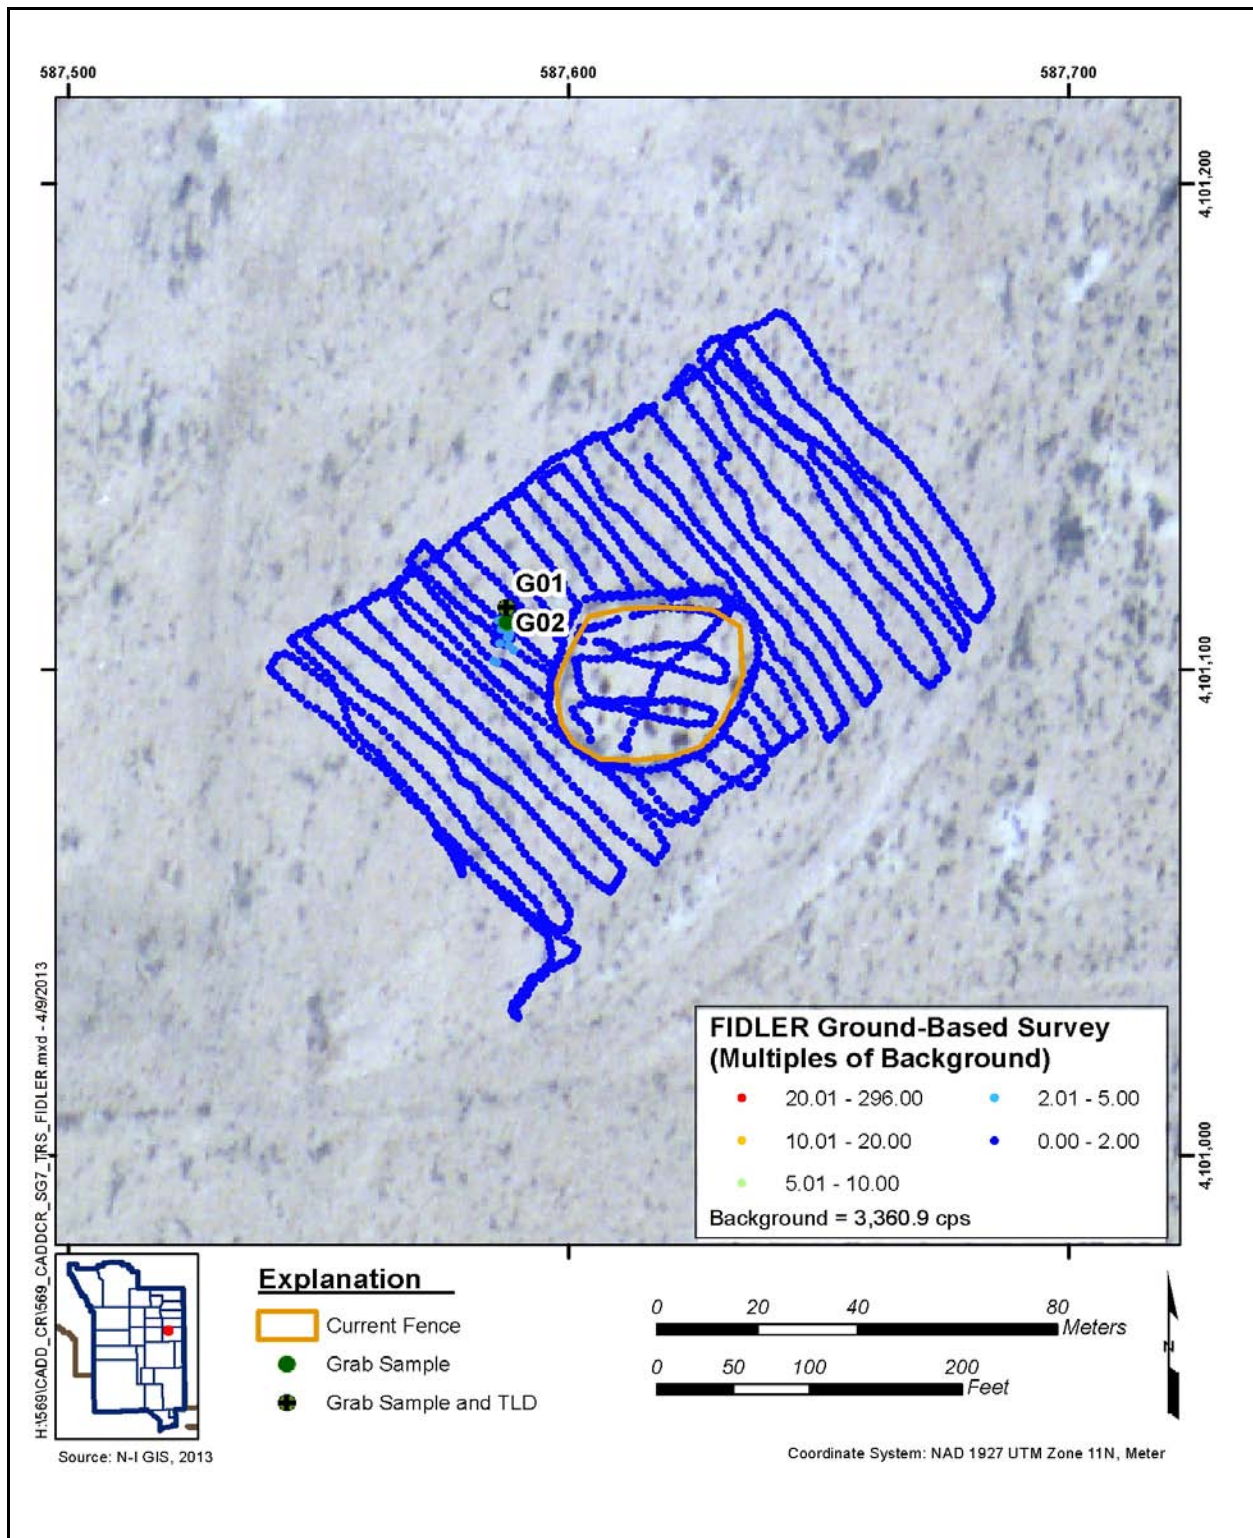 587,500
587,600
587,700
4,101,200
G01
G02
4,101,100
4,101,000
FIDLER Ground-Based Survey
(Multiples of Background)
20.01 - 296.00
2.01 - 5.00
10.01 - 20.00
0.00 - 2.00
5.01 - 10.00
Background = 3,360.9 cps
H:\569\CADD_CR\569_CADDCR_SG7_TRS_FIDLER.mxd - 4/9/2013
Explanation
Current Fence
Grab Sample
Grab Sample and TLD
0 20 40 80
Meters
0 50 100 200
Feet
N
Source: N-I GIS, 2013
Coordinate System: NAD 1927 UTM Zone 11N, Meter